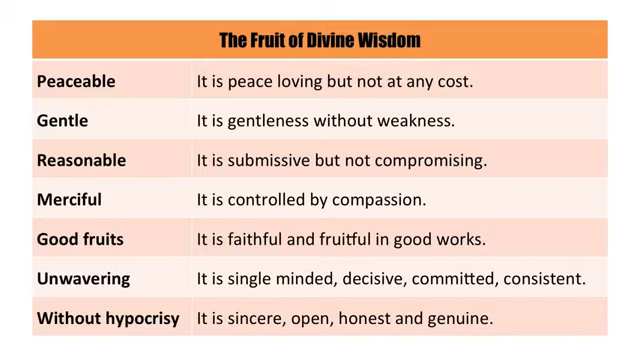 The Fruit of Divine Wisdom
Peaceable It is peace loving but not at any cost.
Gentle It is gentleness without weakness.
Reasonable It is submissive but not compromising.
Merciful It is controlled by compassion.
Good fruits It is faithful and fruitful in good works.
Unwavering It is single minded, decisive, committed, consistent.
Without hypocrisy It is sincere, open, honest and genuine.